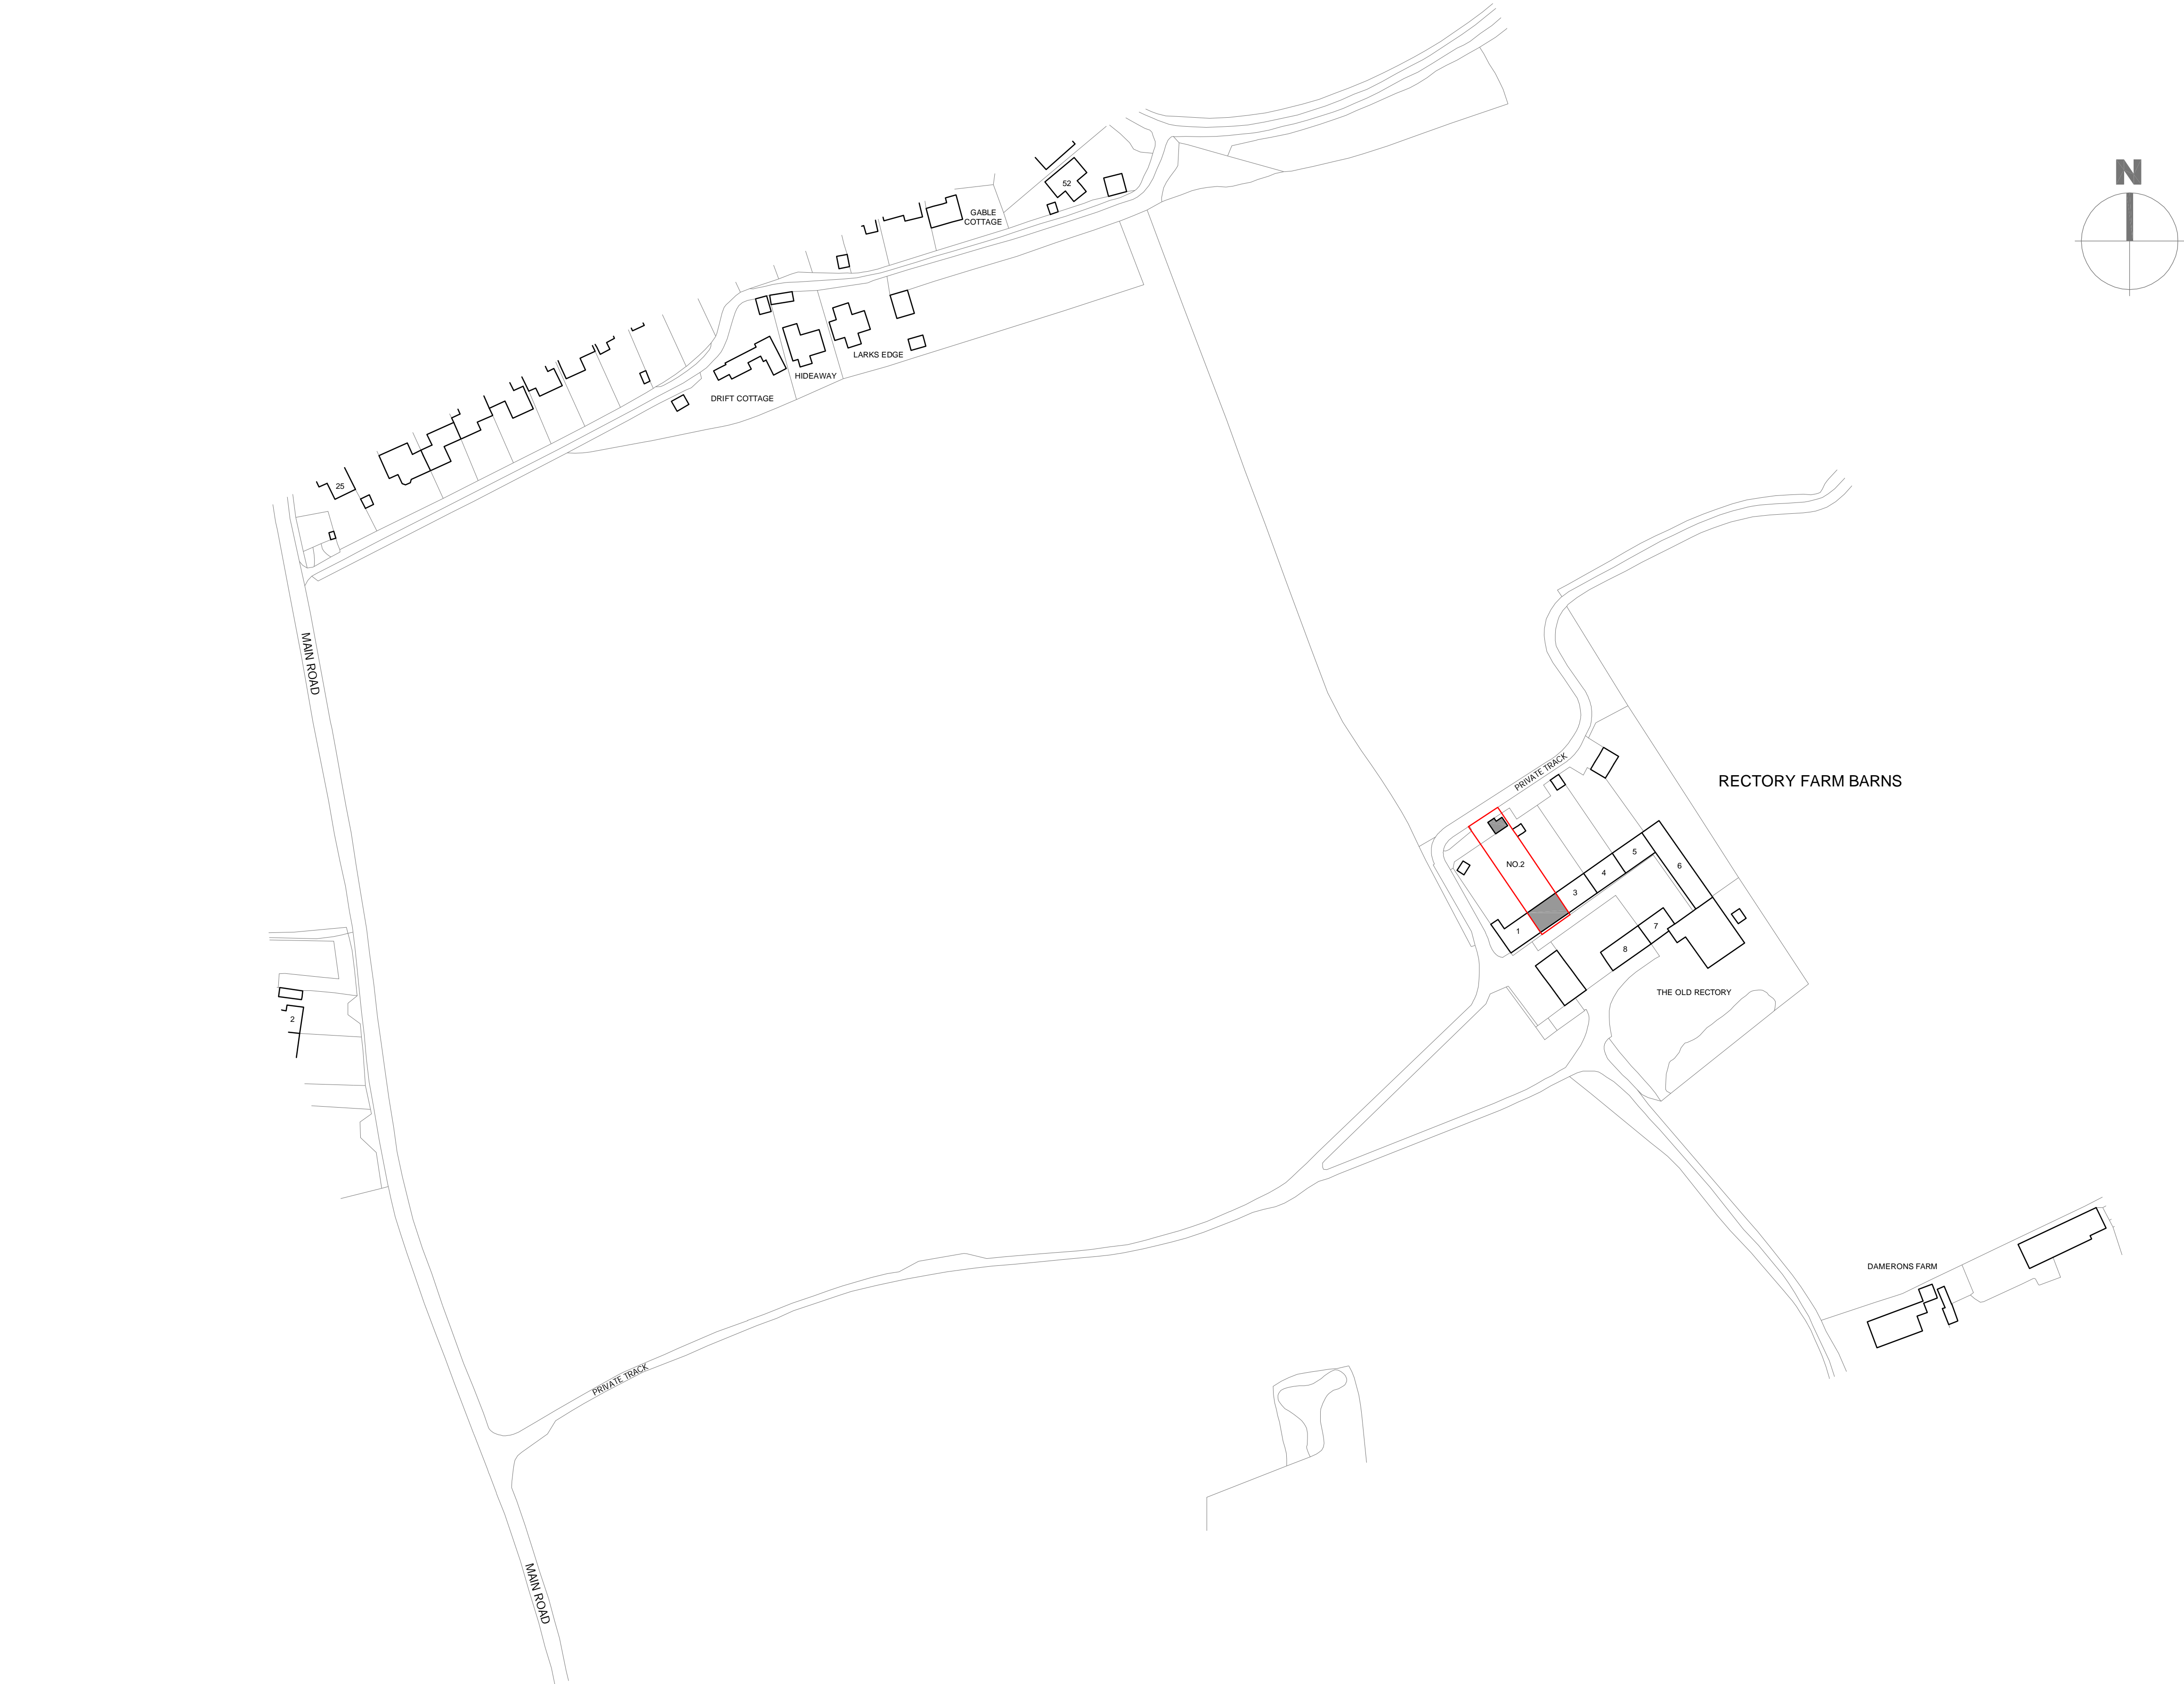 N
52
GABLE
COTTAGE
LARKS EDGE
HIDEAWAY
DRIFT COTTAGE
25
MAIN ROAD
PRIVATE TRACK
RECTORY FARM BARNS
NO.2
5
6
4
3
1
7
8
THE OLD RECTORY
2
DAMERONS FARM
PRIVATE TRACK
MAIN ROAD